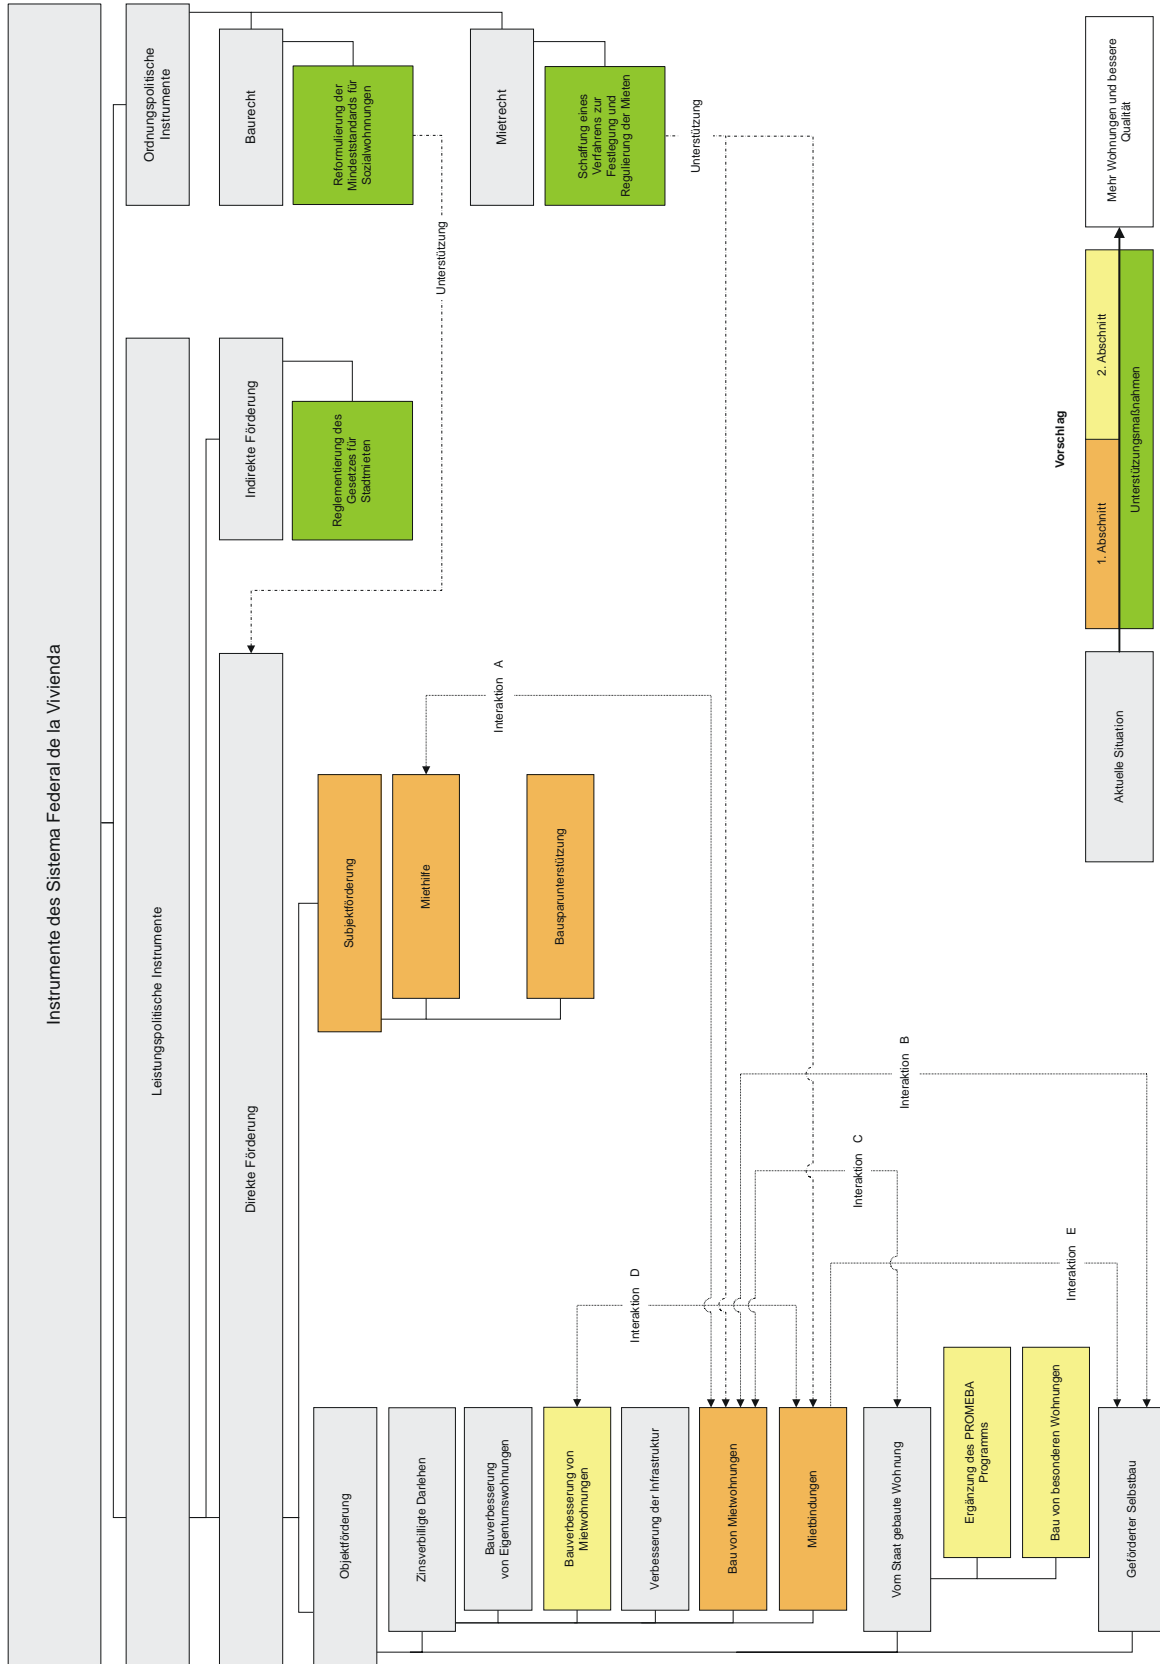 Instrumente des Sistema Federal de la Vivienda
Leistungspolitische Instrumente
Ordnungspolitische
Instrumente
Direkte Förderung
Indirekte Förderung
Baurecht
Mietrecht
Reglementierung des
Gesetzes für
Stadtmieten
Reformulierung der
Mindeststandards für
Sozialwohnnungen
Schaffung eines
Verfahrens zur
Festlegung und
Regulierung der Mieten
Unterstützung
Unterstützung
Objektförderung
Subjektförderung
Zinsverbilligte Darlehen
Miethilfe
Interaktion A
Bauverbesserung
von Eigentumswohnungen
Bausparunterstützung
Bauverbesserung von
Mietwohnungen
Interaktion D
Verbesserung der Infrastruktur
Bau von Mietwohnungen
Mietbindungen
Interaktion C
Interaktion B
Vom Staat gebaute Wohnung
Ergänzung des PROMEBA
Programms
Bau von besonderen Wohnungen
Interaktion E
Geförderter Selbstbau
Vorschlag
Aktuelle Situation
1. Abschnitt
2. Abschnitt
Unterstützungsmaßnahmen
Mehr Wohnungen und bessere
Qualität